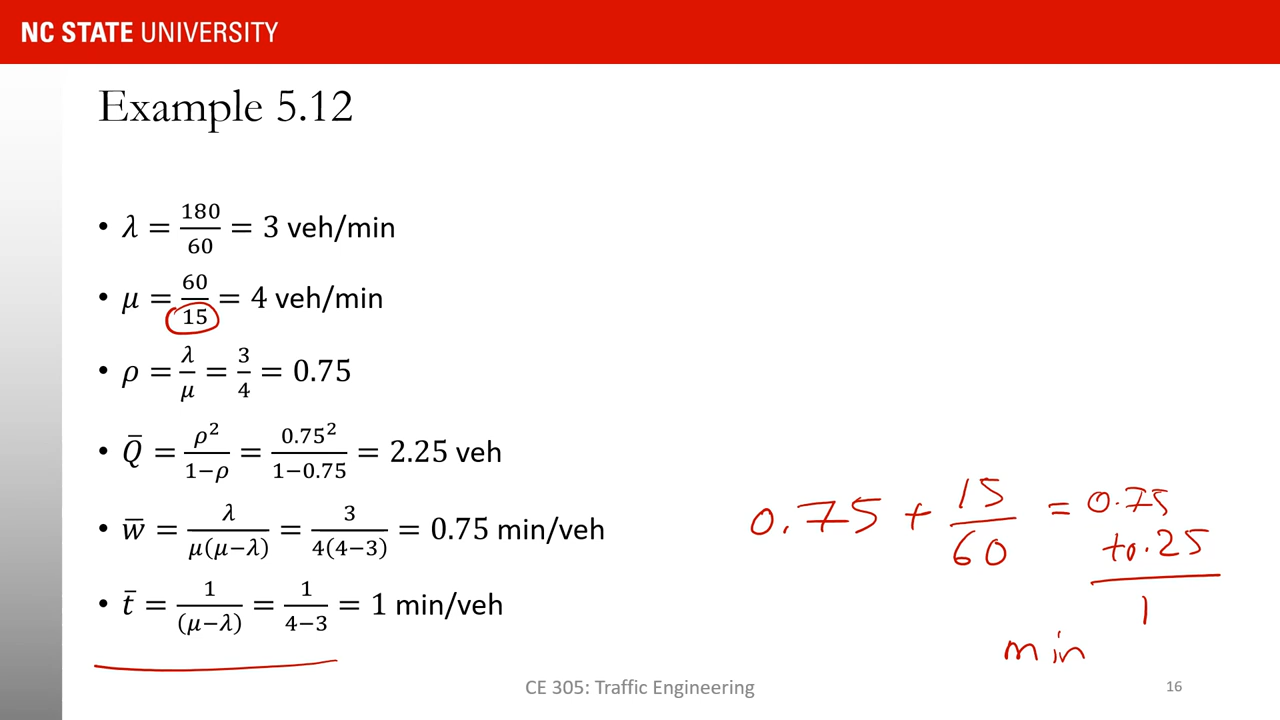 NC STATE UNIVERSITY
Example 5.12
• λ = 180/60 = 3 veh/min
• μ = 60/15 = 4 veh/min
• ρ = λ/μ = 3/4 = 0.75
• Q̄ = ρ²/(1−ρ) = 0.75²/(1−0.75) = 2.25 veh
• w̄ = λ/(μ(μ−λ)) = 3/(4(4−3)) = 0.75 min/veh
• t̄ = 1/((μ−λ)) = 1/(4−3) = 1 min/veh
0.75 + 15/60 = 0.75
+0.25
1
min
CE 305: Traffic Engineering
16